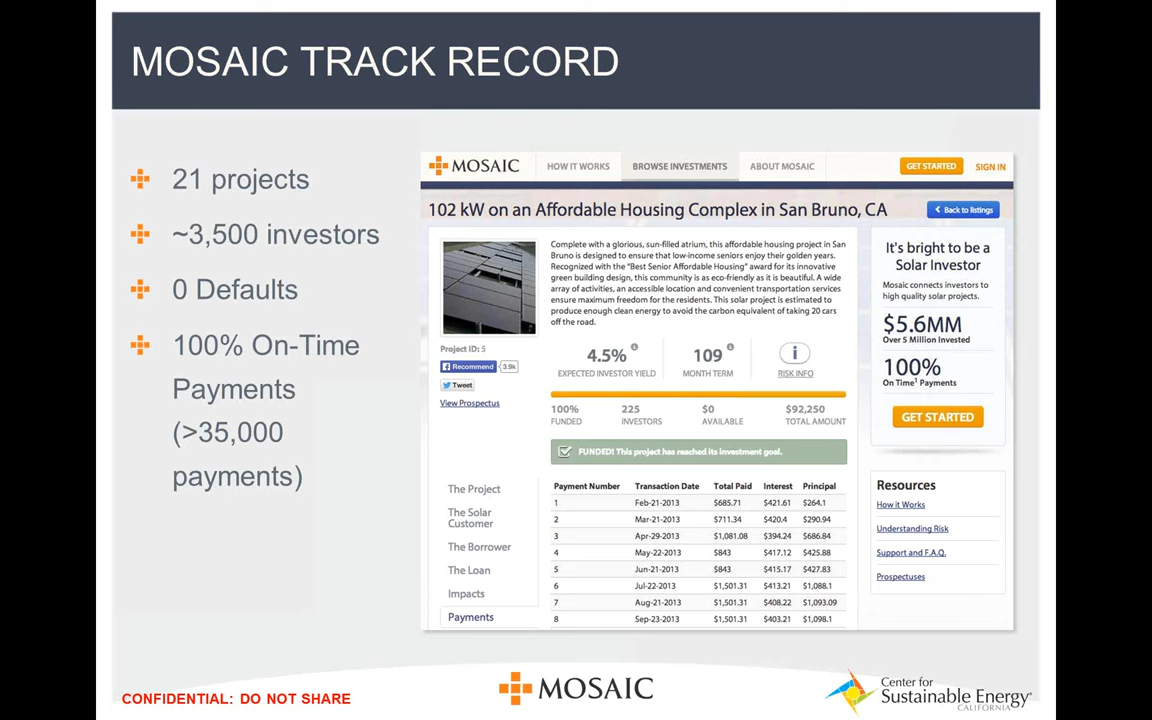 MOSAIC TRACK RECORD
21 projects
~3,500 investors
0 Defaults
100% On-Time
Payments
(>35,000
payments)
MOSAIC
HOW IT WORKS
BROWSE INVESTMENTS
ABOUT MOSAIC
GET STARTED
SIGN IN
102 kW on an Affordable Housing Complex in San Bruno, CA
Back to listings
Complete with a glorious, sun-filled atrium, this affordable housing project in San
Bruno is designed to ensure that low-income seniors enjoy their golden years.
Recognized with the "Best Senior Affordable Housing" award for its innovative
green building design, this community is as eco-friendly as it is beautiful. A wide
array of activities, an accessible location and convenient transportation services
ensure maximum freedom for the residents. This solar project is estimated to
produce enough clean energy to avoid the carbon equivalent of taking 20 cars
off the road.
Project ID: 5
Recommend 3.9k
Tweet
View Prospectus
4.5% i
EXPECTED INVESTOR YIELD
109 i
MONTH TERM
i
RISK INFO
100%
FUNDED
225
INVESTORS
$0
AVAILABLE
$92,250
TOTAL AMOUNT
FUNDED! This project has reached its investment goal.
The Project
The Solar
Customer
The Borrower
The Loan
Impacts
Payments
Payment Number Transaction Date Total Paid Interest Principal
1 Feb-21-2013 $685.71 $421.61 $264.1
2 Mar-21-2013 $711.34 $420.4 $290.94
3 Apr-29-2013 $1,081.08 $394.24 $686.84
4 May-22-2013 $843 $417.12 $425.88
5 Jun-21-2013 $843 $415.17 $427.83
6 Jul-22-2013 $1,501.31 $413.21 $1,088.1
7 Aug-21-2013 $1,501.31 $408.22 $1,093.09
8 Sep-23-2013 $1,501.31 $403.21 $1,098.1
It's bright to be a
Solar Investor
Mosaic connects investors to
high quality solar projects.
$5.6MM
Over 5 Million Invested
100%
On Time¹ Payments
GET STARTED
Resources
How it Works
Understanding Risk
Support and F.A.Q.
Prospectuses
CONFIDENTIAL: DO NOT SHARE
MOSAIC
Center for
Sustainable Energy
CALIFORNIA